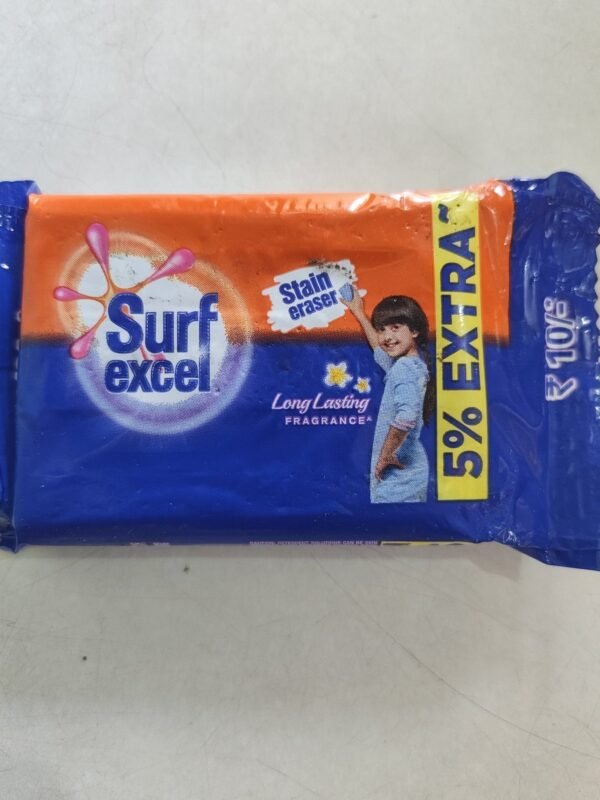 Surf
excel
Stain
eraser
Long Lasting
FRAGRANCE^
5% EXTRA~
₹ 10/-